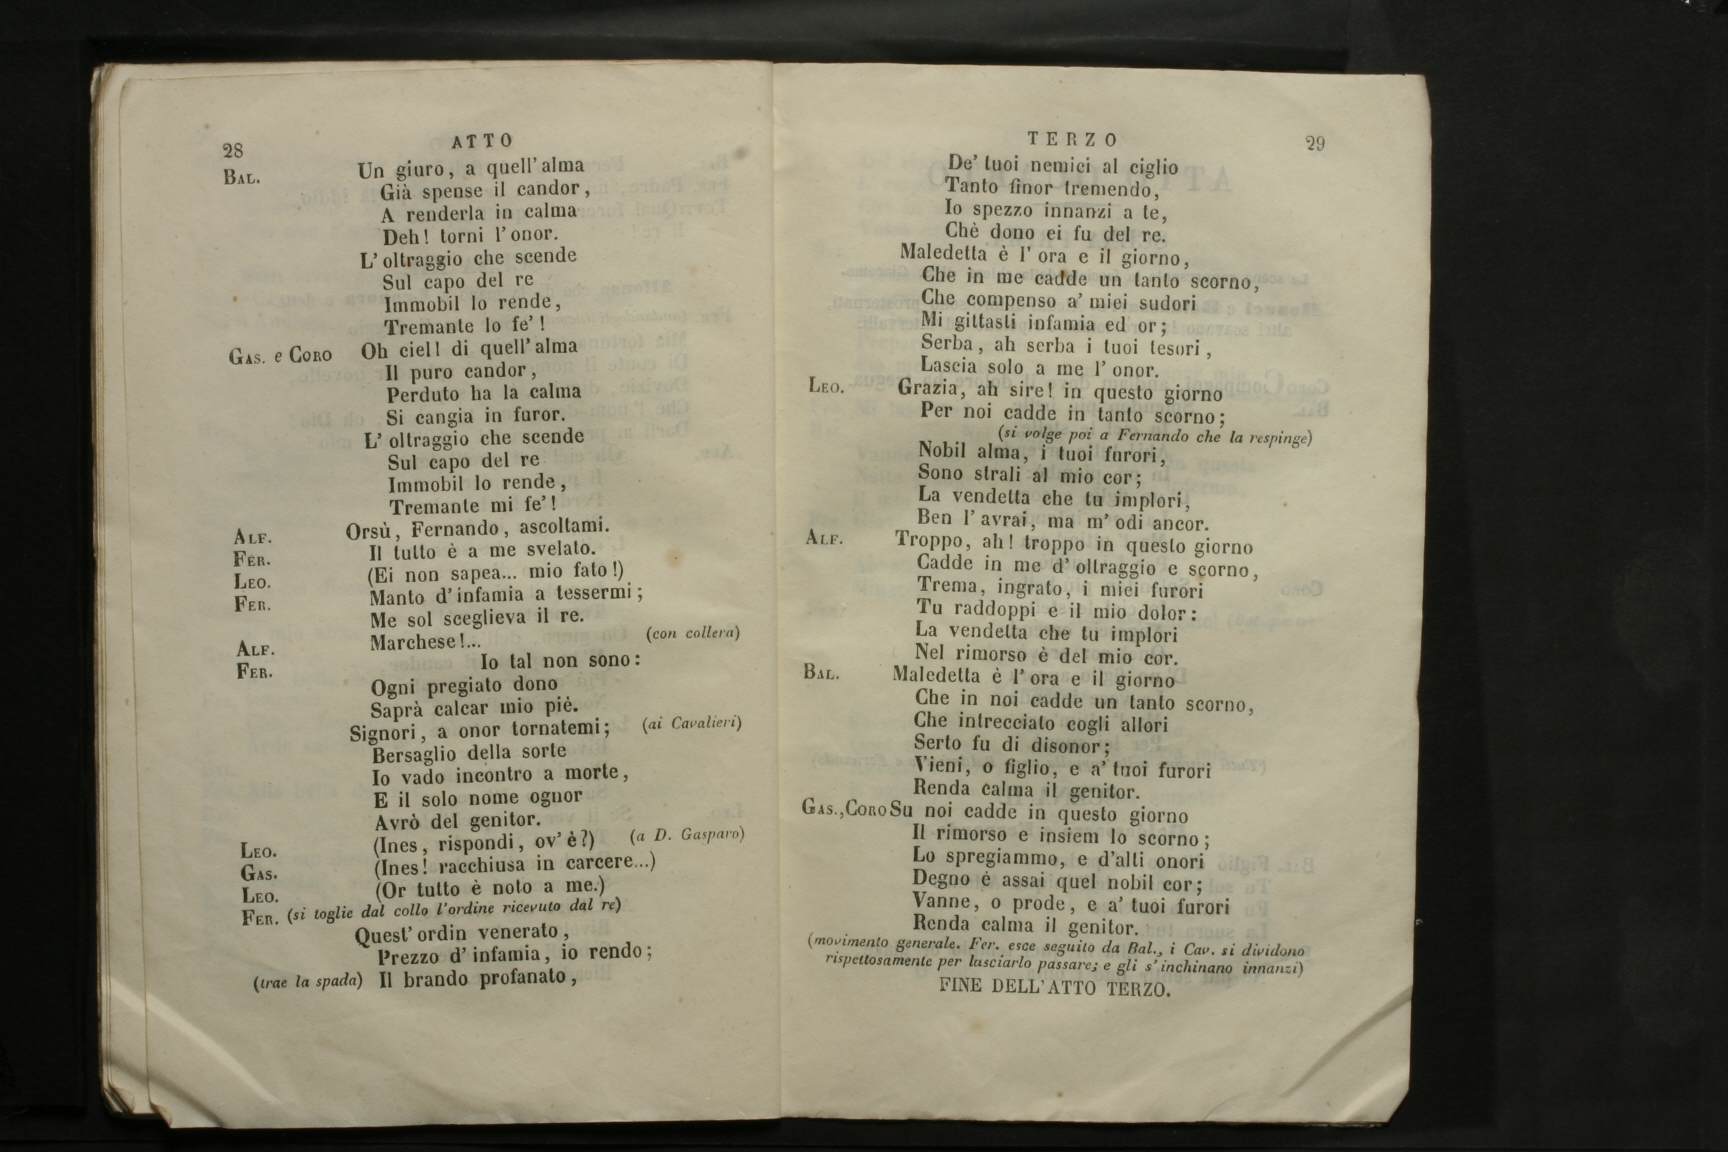 28
ATTO
BAL. Un giuro, a quell' alma
Già spense il candor,
A renderla in calma
Deh! torni l' onor.
L' oltraggio che scende
Sul capo del re
Immobil lo rende,
Tremante lo fe'!
GAS. e CORO Oh ciel! di quell' alma
Il puro candor,
Perduto ha la calma
Si cangia in furor.
L' oltraggio che scende
Sul capo del re
Immobil lo rende,
Tremante mi fe'!
ALF. Orsù, Fernando, ascoltami.
FER. Il tutto è a me svelato.
LEO. (Ei non sapea... mio fato!)
FER. Manto d' infamia a tessermi;
Me sol sceglieva il re.
ALF. Marchese!... (con collera)
FER. Io tal non sono:
Ogni pregiato dono
Saprà calcar mio piè.
Signori, a onor tornatemi; (ai Cavalieri)
Bersaglio della sorte
Io vado incontro a morte,
E il solo nome ognor
Avrò del genitor.
LEO. (Ines, rispondi, ov' è?) (a D. Gasparo)
GAS. (Ines! racchiusa in carcere...)
LEO. (Or tutto è noto a me.)
FER. (si toglie dal collo l'ordine ricevuto dal re)
Quest' ordin venerato,
Prezzo d' infamia, io rendo;
(trae la spada) Il brando profanato,
TERZO
29
De' tuoi nemici al ciglio
Tanto finor tremendo,
Io spezzo innanzi a te,
Chè dono ei fu del re.
Maledetta è l' ora e il giorno,
Che in me cadde un tanto scorno,
Che compenso a' miei sudori
Mi gittasti infamia ed or;
Serba, ah serba i tuoi tesori,
Lascia solo a me l' onor.
LEO. Grazia, ah sire! in questo giorno
Per noi cadde in tanto scorno;
(si volge poi a Fernando che la respinge)
Nobil alma, i tuoi furori,
Sono strali al mio cor;
La vendetta che tu implori,
Ben l' avrai, ma m' odi ancor.
ALF. Troppo, ah! troppo in questo giorno
Cadde in me d' oltraggio e scorno,
Trema, ingrato, i miei furori
Tu raddoppi e il mio dolor:
La vendetta che tu implori
Nel rimorso è del mio cor.
BAL. Maledetta è l' ora e il giorno
Che in noi cadde un tanto scorno,
Che intrecciato cogli allori
Serto fu di disonor;
Vieni, o figlio, e a' tuoi furori
Renda calma il genitor.
GAS., CORO Su noi cadde in questo giorno
Il rimorso e insiem lo scorno;
Lo spregiammo, e d'alti onori
Degno è assai quel nobil cor;
Vanne, o prode, e a' tuoi furori
Renda calma il genitor.
(movimento generale. Fer. esce seguito da Bal., i Cav. si dividono
rispettosamente per lasciarlo passare; e gli s' inchinano innanzi)
FINE DELL' ATTO TERZO.